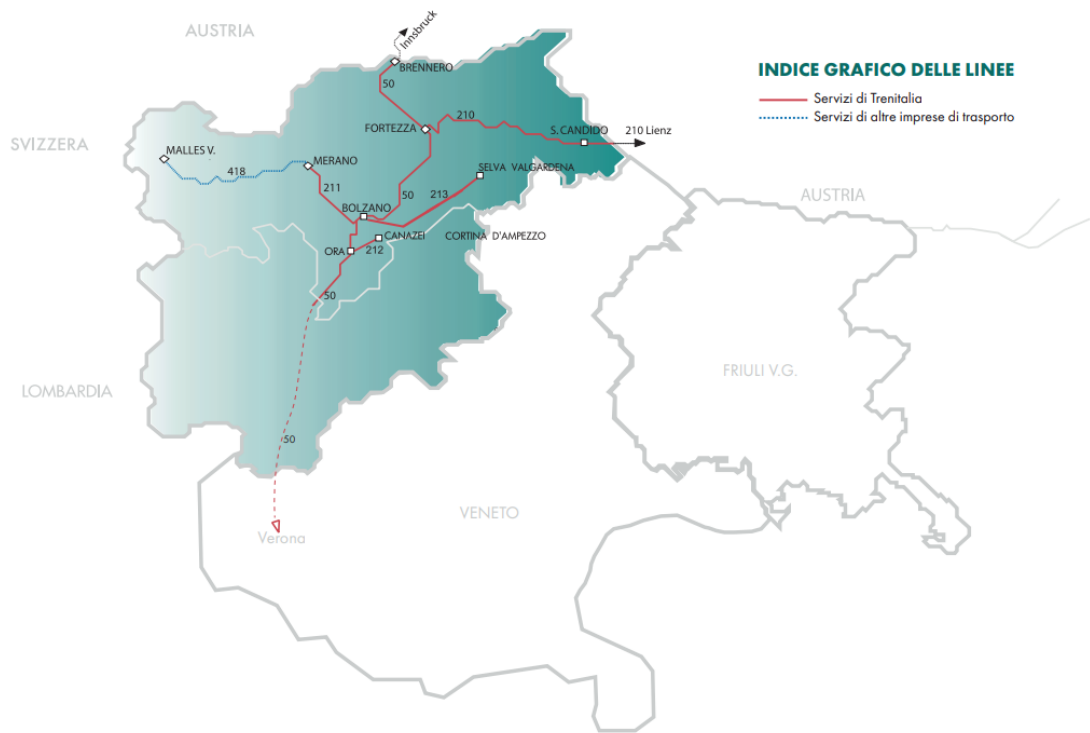 AUSTRIA
Innsbruck
BRENNERO
50
INDICE GRAFICO DELLE LINEE
Servizi di Trenitalia
Servizi di altre imprese di trasporto
210
FORTEZZA
S.CANDIDO
210 Lienz
SVIZZERA
MALLES V.
MERANO
418
SELVA VALGARDENA
211
213
50
AUSTRIA
BOLZANO
CANAZEI
CORTINA D'AMPEZZO
ORA
212
50
FRIULI V.G.
LOMBARDIA
50
VENETO
Verona